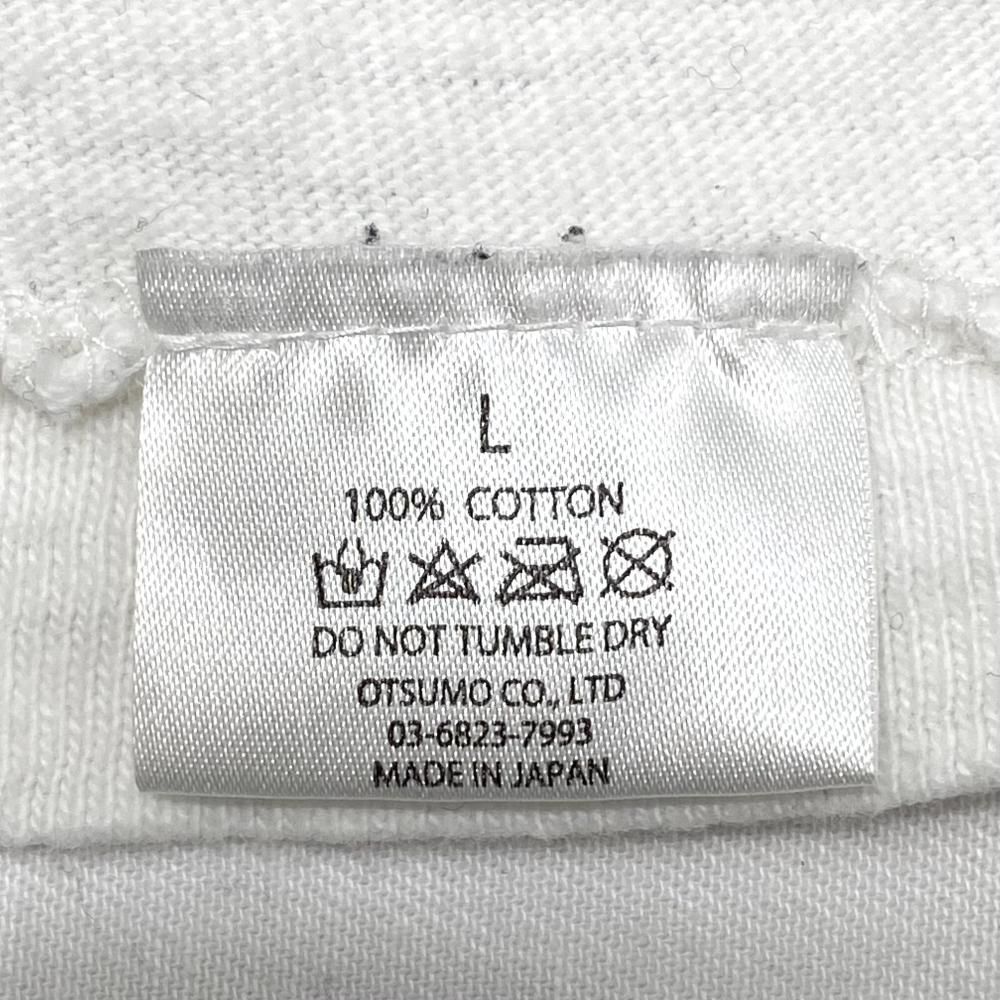 L
100% COTTON
DO NOT TUMBLE DRY
OTSUMO CO., LTD
03-6823-7993
MADE IN JAPAN